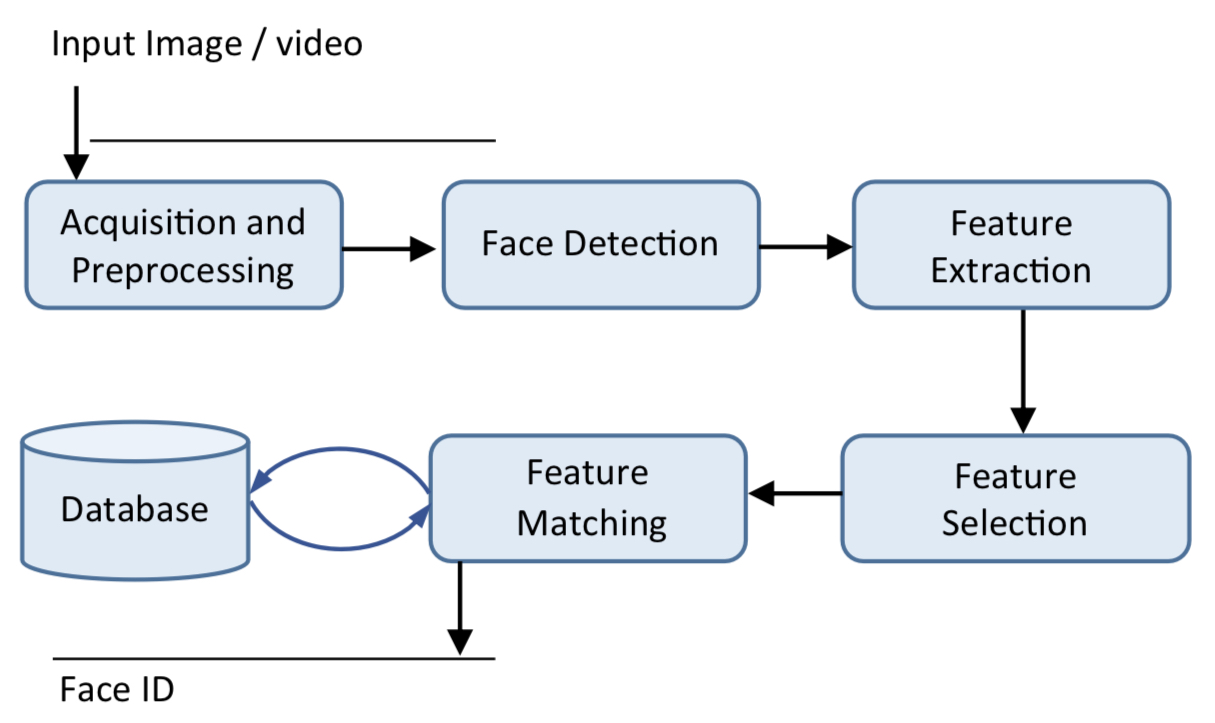 Input Image / video
Acquisition and
Preprocessing
Face Detection
Feature
Extraction
Database
Feature
Matching
Feature
Selection
Face ID